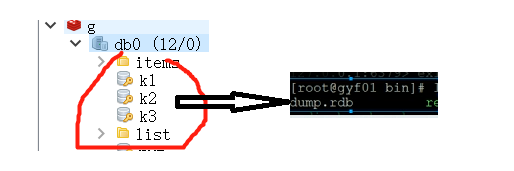 g
db0 (12/0)
items
k1
k2
k3
list
[root@gyf01 bin]#
dump.rdb